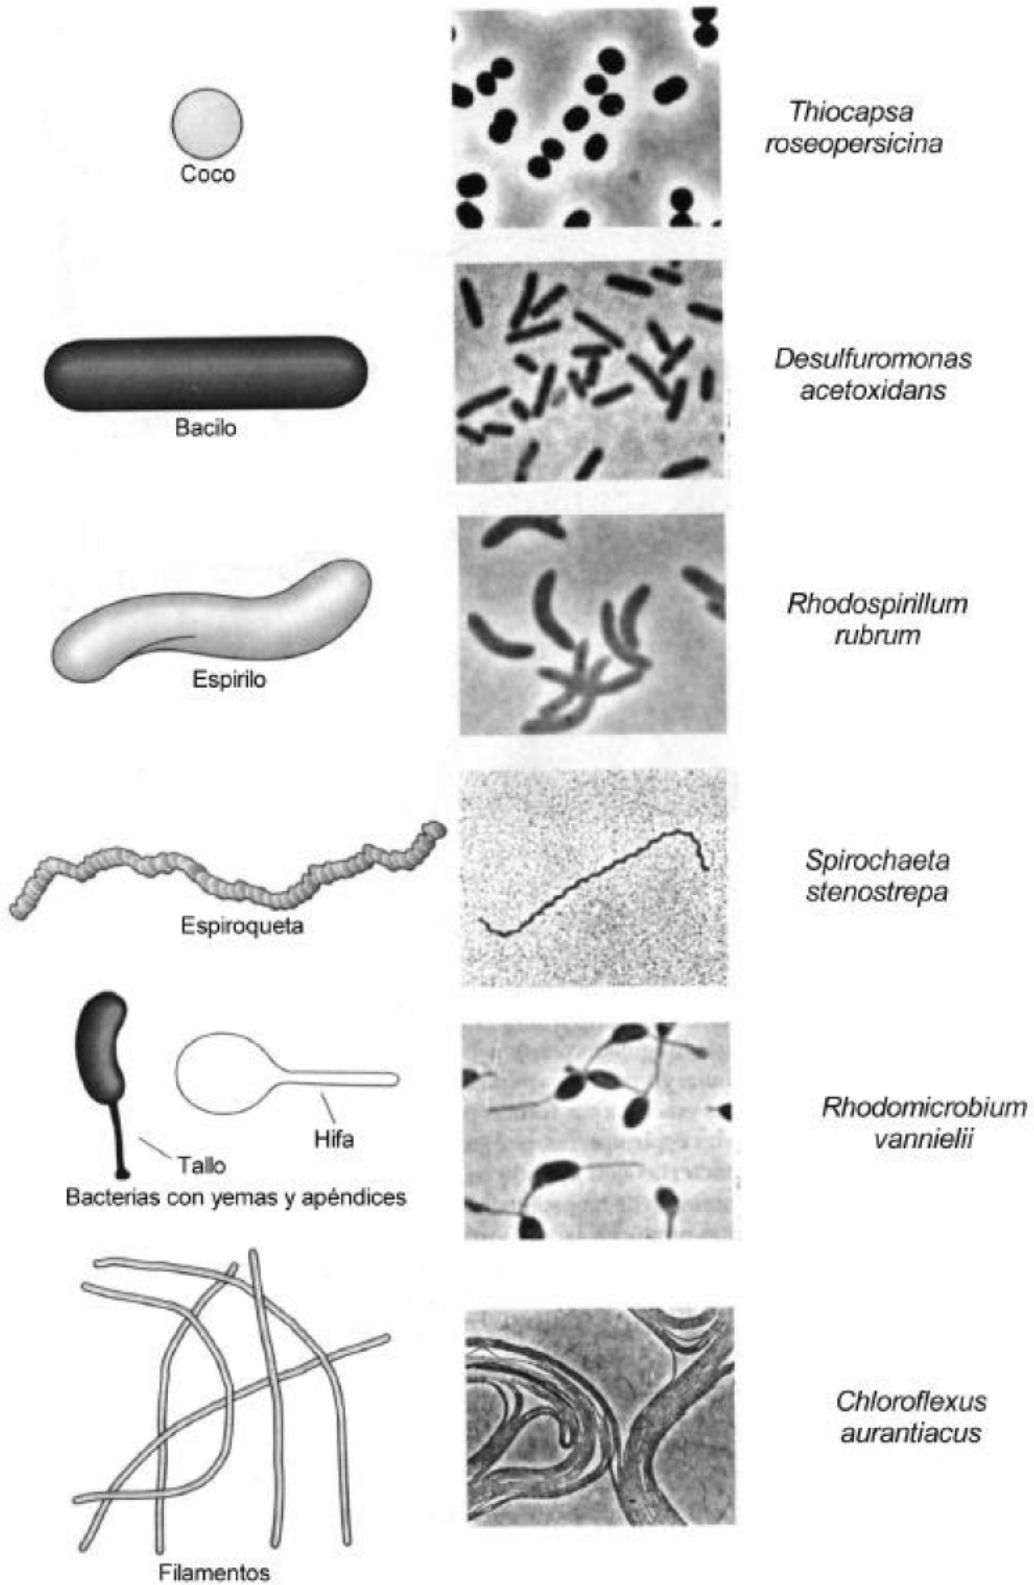 Coco
Thiocapsa
roseopersicina
Bacilo
Desulfuromonas
acetoxidans
Espirilo
Rhodospirillum
rubrum
Espiroqueta
Spirochaeta
stenostrepa
Tallo
Hifa
Bacterias con yemas y apéndices
Rhodomicrobium
vannielii
Filamentos
Chloroflexus
aurantiacus